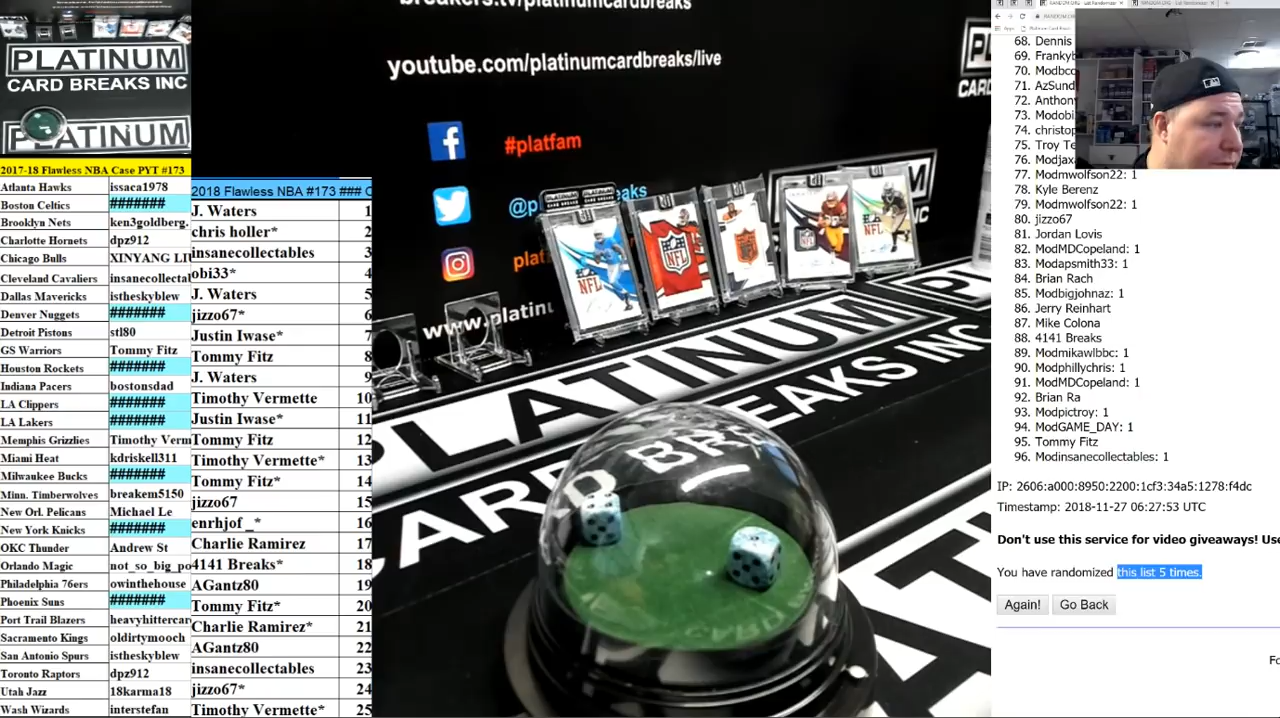 PLATINUM
CARD BREAKS INC
PLATINUM
2017-18 Flawless NBA Case PYT #173
Atlanta Hawks issaca1978
Boston Celtics #######
Brooklyn Nets ken3goldberg.
Charlotte Hornets dpz912
Chicago Bulls XINYANG LI
Cleveland Cavaliers insanecollectal
Dallas Mavericks istheskyblew
Denver Nuggets #######
Detroit Pistons stl80
GS Warriors Tommy Fitz
Houston Rockets #######
Indiana Pacers bostonsdad
LA Clippers #######
LA Lakers #######
Memphis Grizzlies Timothy Verm
Miami Heat kdriskell311
Milwaukee Bucks #######
Minn. Timberwolves breakem5150
New Orl. Pelicans Michael Le
New York Knicks #######
OKC Thunder Andrew St
Orlando Magic not_so_big_po
Philadelphia 76ers owinthehouse
Phoenix Suns #######
Port Trail Blazers heavyhittercar
Sacramento Kings oldirtymooch
San Antonio Spurs istheskyblew
Toronto Raptors dpz912
Utah Jazz 18karma18
Wash Wizards interstefan
2018 Flawless NBA #173 ### C
J. Waters 1
chris holler* 2
insanecollectables 3
obi33* 4
J. Waters 5
jizzo67* 6
Justin Iwase* 7
Tommy Fitz 8
J. Waters 9
Timothy Vermette 10
Justin Iwase* 11
Tommy Fitz 12
Timothy Vermette* 13
Tommy Fitz* 14
jizzo67 15
enrhjof _* 16
Charlie Ramirez 17
4141 Breaks* 18
AGantz80 19
Tommy Fitz* 20
Charlie Ramirez* 21
AGantz80 22
insanecollectables 23
jizzo67* 24
Timothy Vermette* 25
breakers.tv/platinumcardbreaks
youtube.com/platinumcardbreaks/live
#platfam
www.platinu
NFL
PLATINUM
CARD BREAKS INC
68. Dennis
69. Frankyb
70. Modbcc
71. AzSund
72. Anthony
73. Modobi
74. christop
75. Troy Te
76. Modjaxa
77. Modmwolfson22: 1
78. Kyle Berenz
79. Modmwolfson22: 1
80. jizzo67
81. Jordan Lovis
82. ModMDCopeland: 1
83. Modapsmith33: 1
84. Brian Rach
85. Modbigjohnaz: 1
86. Jerry Reinhart
87. Mike Colona
88. 4141 Breaks
89. Modmikawlbbc: 1
90. Modphillychris: 1
91. ModMDCopeland: 1
92. Brian Ra
93. Modpictroy: 1
94. ModGAME_DAY: 1
95. Tommy Fitz
96. Modinsanecollectables: 1
IP: 2606:a000:8950:2200:1cf3:34a5:1278:f4dc
Timestamp: 2018-11-27 06:27:53 UTC
Don't use this service for video giveaways! Use
You have randomized this list 5 times.
Again! Go Back
Fo